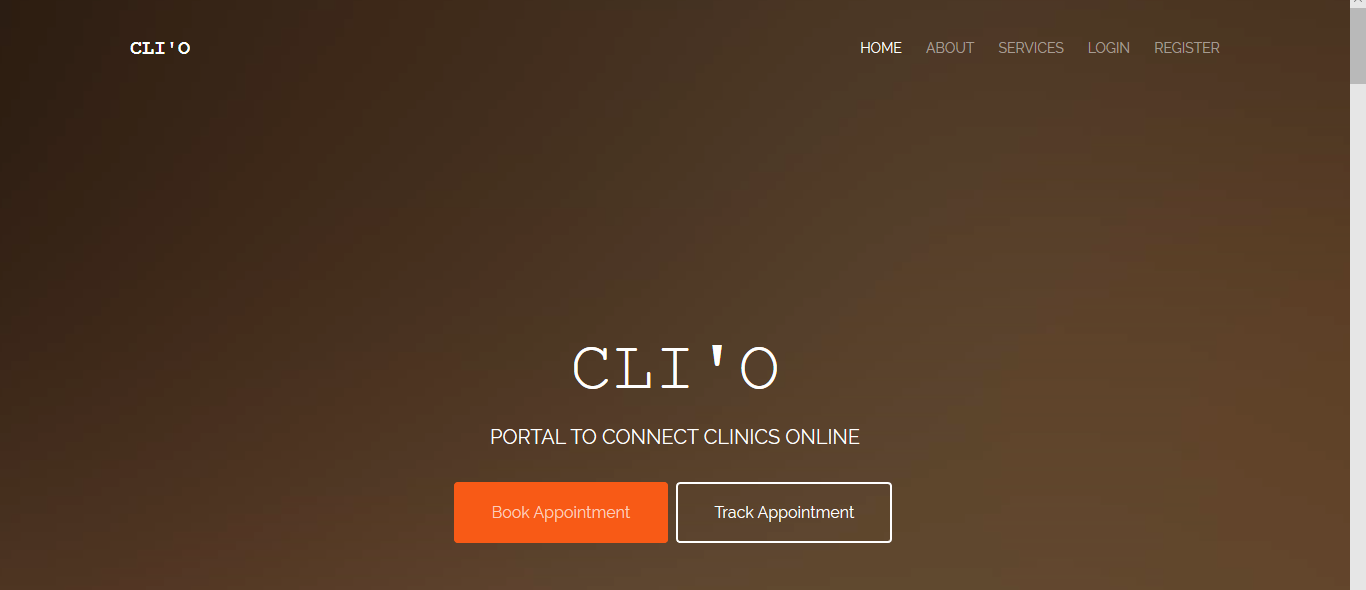 CLI'O
HOME ABOUT SERVICES LOGIN REGISTER
CLI'O
PORTAL TO CONNECT CLINICS ONLINE
Book Appointment Track Appointment